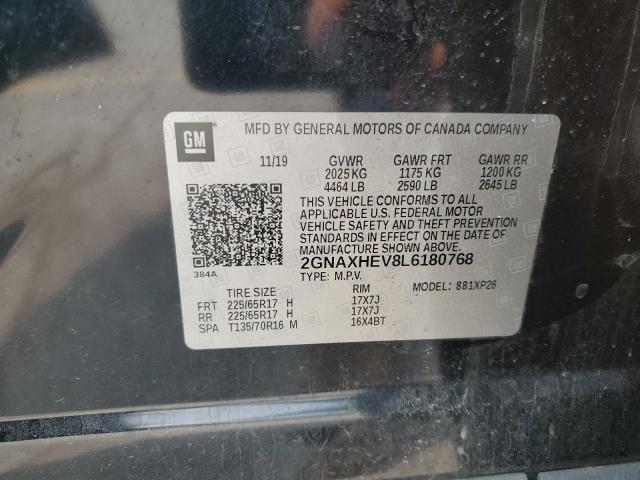 GM
MFD BY GENERAL MOTORS OF CANADA COMPANY
11/19 GVWR GAWR FRT GAWR RR
2025 KG 1175 KG 1200 KG
4464 LB 2590 LB 2645 LB
THIS VEHICLE CONFORMS TO ALL
APPLICABLE U.S. FEDERAL MOTOR
VEHICLE SAFETY AND THEFT PREVENTION
STANDARDS IN EFFECT ON THE DATE OF
MANUFACTURE SHOWN ABOVE.
384A 2GNAXHEV8L6180768
TYPE: M.P.V. MODEL: 881XP26
TIRE SIZE RIM
FRT 225/65R17 H 17X7J
RR 225/65R17 H 17X7J
SPA T135/70R16 M 16X4BT